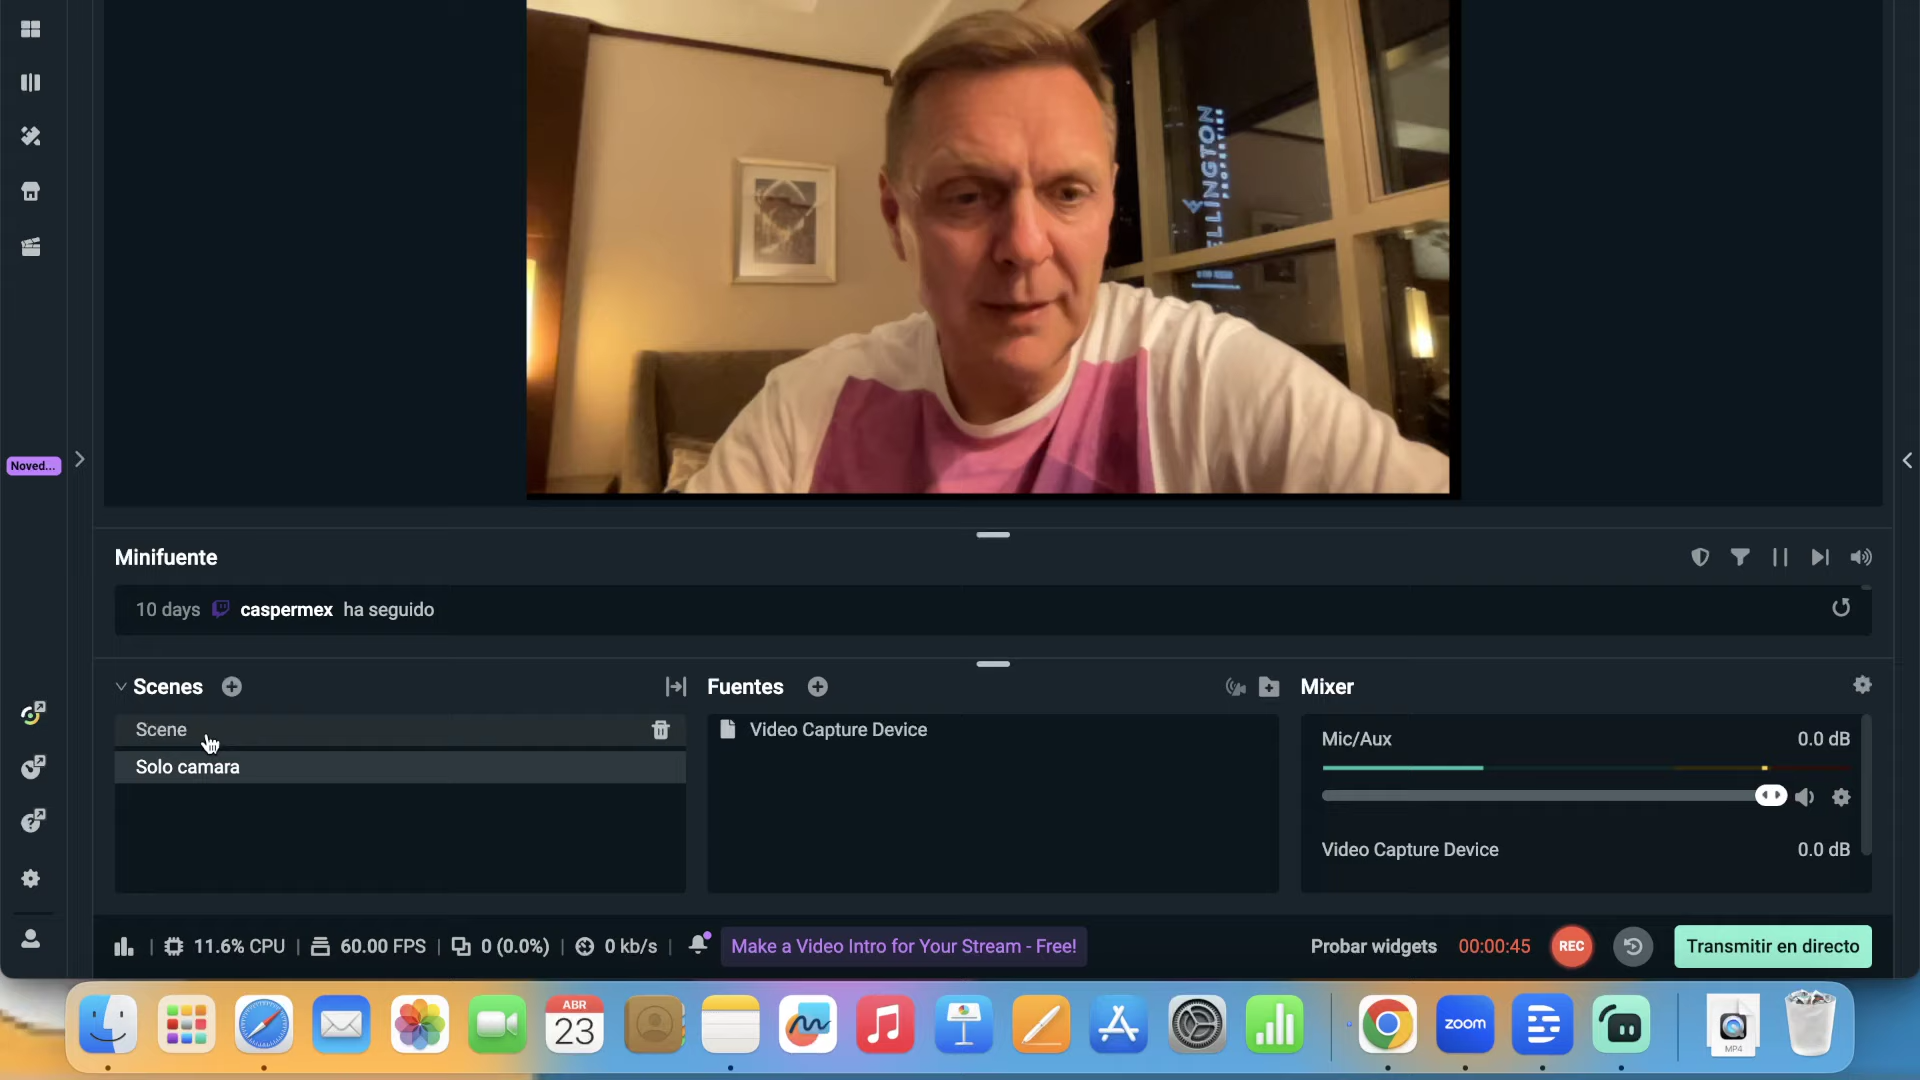 ELLINGTON
PROPERTIES
Noved...
Minifuente
10 days caspermex ha seguido
Scenes
Fuentes
Mixer
Scene
Solo camara
Video Capture Device
Mic/Aux 0.0 dB
Video Capture Device 0.0 dB
11.6% CPU 60.00 FPS 0 (0.0%) 0 kb/s Make a Video Intro for Your Stream - Free! Probar widgets 00:00:45 REC Transmitir en directo
ABR
23
zoom
MP4